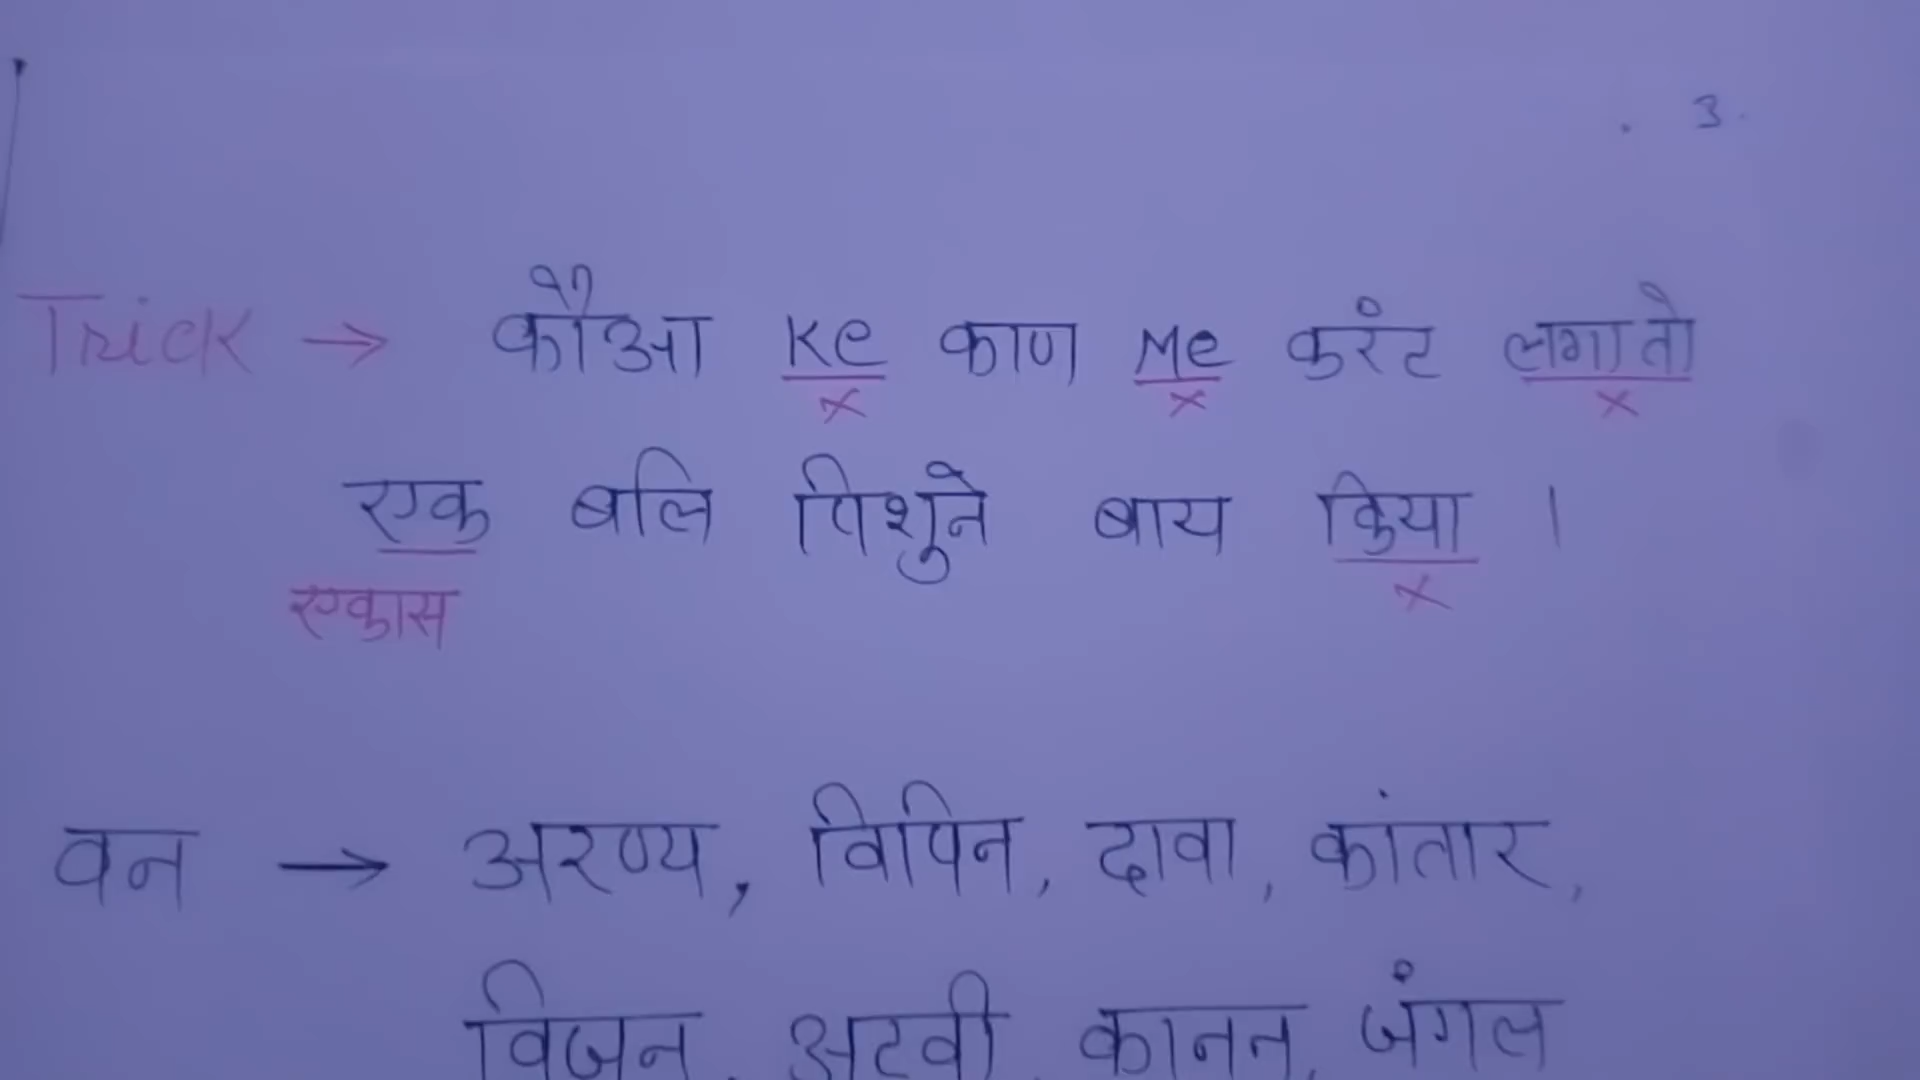 3.
Trick → कौआ Ke काण Me करंट लगा तो
x x x
एक बलि पिशुने बाय किया ।
एकास x
वन → अरण्य, विपिन, दावा, कांतार,
विजन, अटवी, कानन, जंगल